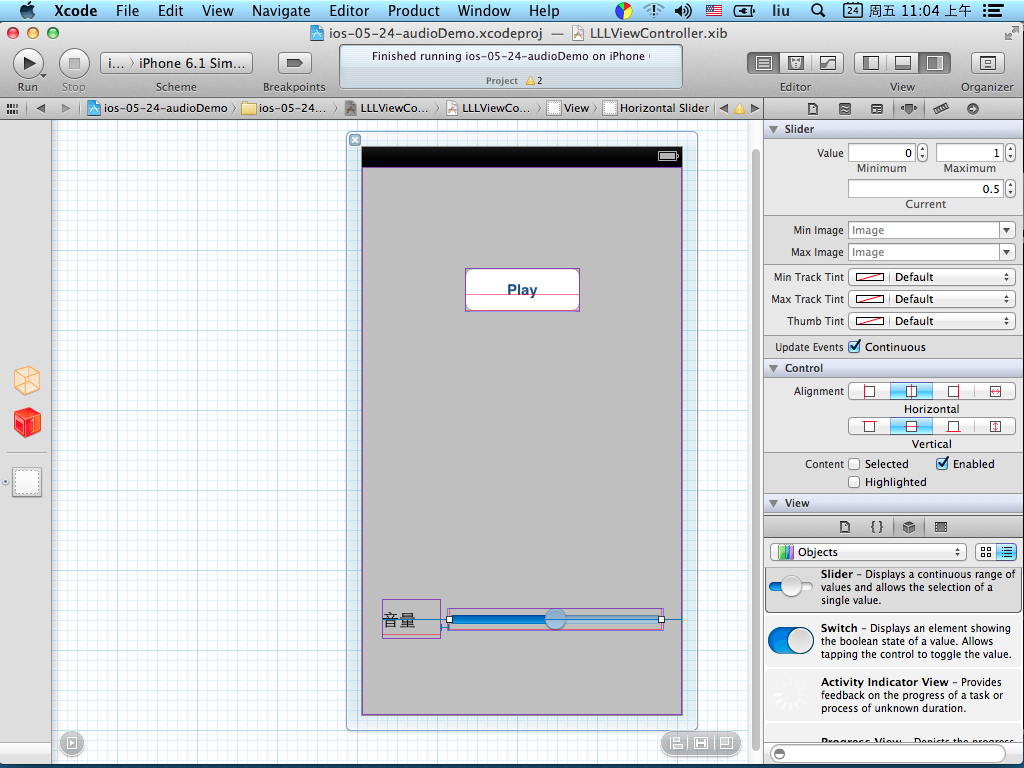 Xcode File Edit View Navigate Editor Product Window Help liu 24 周五 11:04 上午
ios-05-24-audioDemo.xcodeproj — LLLViewController.xib
i... iPhone 6.1 Sim...
Finished running ios-05-24-audioDemo on iPhone
Project 2
Run Stop Scheme Breakpoints Editor View Organizer
ios-05-24-audioDemo ios-05-24... LLLViewCo... LLLViewCo... View Horizontal Slider
Slider
Value 0 1
Minimum Maximum
0.5
Current
Min Image Image
Max Image Image
Min Track Tint Default
Max Track Tint Default
Thumb Tint Default
Update Events Continuous
Control
Alignment
Horizontal
Vertical
Content Selected Enabled
Highlighted
View
{ }
Objects
Slider – Displays a continuous range of
values and allows the selection of a
single value.
Switch – Displays an element showing
the boolean state of a value. Allows
tapping the control to toggle the value.
Activity Indicator View – Provides
feedback on the progress of a task or
process of unknown duration.
Progress View – Depicts the progress
Play
音量